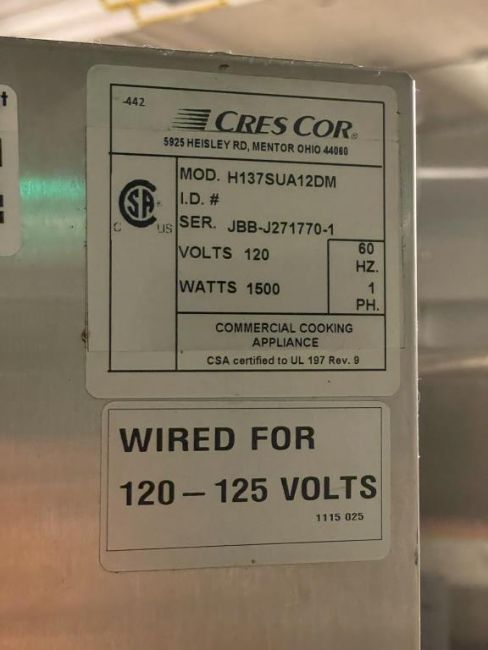 -442
CRES COR®
5925 HEISLEY RD, MENTOR OHIO 44060
MOD. H137SUA12DM
I.D. #
SER. JBB-J271770-1
VOLTS 120
60 HZ.
WATTS 1500
1 PH.
CSA
C US
COMMERCIAL COOKING
APPLIANCE
CSA certified to UL 197 Rev. 9
WIRED FOR
120 – 125 VOLTS
1115 025